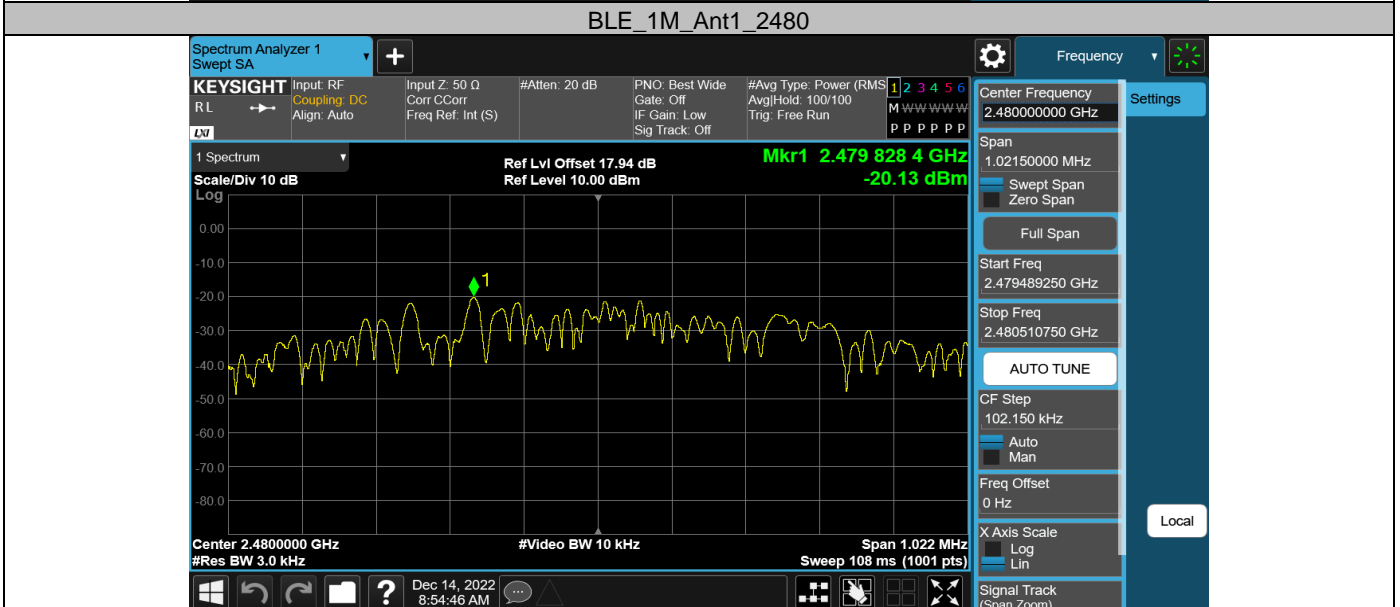 BLE_1M_Ant1_2480
Spectrum Analyzer 1
Swept SA
+
Frequency
KEYSIGHT
RL
LXI
Input: RF
Coupling: DC
Align: Auto
Input Z: 50 Ω
Corr CCorr
Freq Ref: Int (S)
#Atten: 20 dB
PNO: Best Wide
Gate: Off
IF Gain: Low
Sig Track: Off
#Avg Type: Power (RMS
Avg|Hold: 100/100
Trig: Free Run
1 2 3 4 5 6
M W W W W W
P P P P P P
1 Spectrum
Scale/Div 10 dB
Log
Ref Lvl Offset 17.94 dB
Ref Level 10.00 dBm
Mkr1 2.479 828 4 GHz
-20.13 dBm
1
0.00
-10.0
-20.0
-30.0
-40.0
-50.0
-60.0
-70.0
-80.0
Center 2.4800000 GHz
#Res BW 3.0 kHz
#Video BW 10 kHz
Span 1.022 MHz
Sweep 108 ms (1001 pts)
?
Dec 14, 2022
8:54:46 AM
Center Frequency
2.480000000 GHz
Span
1.02150000 MHz
Swept Span
Zero Span
Full Span
Start Freq
2.479489250 GHz
Stop Freq
2.480510750 GHz
AUTO TUNE
CF Step
102.150 kHz
Auto
Man
Freq Offset
0 Hz
X Axis Scale
Log
Lin
Signal Track
(Span Zoom)
Settings
Local